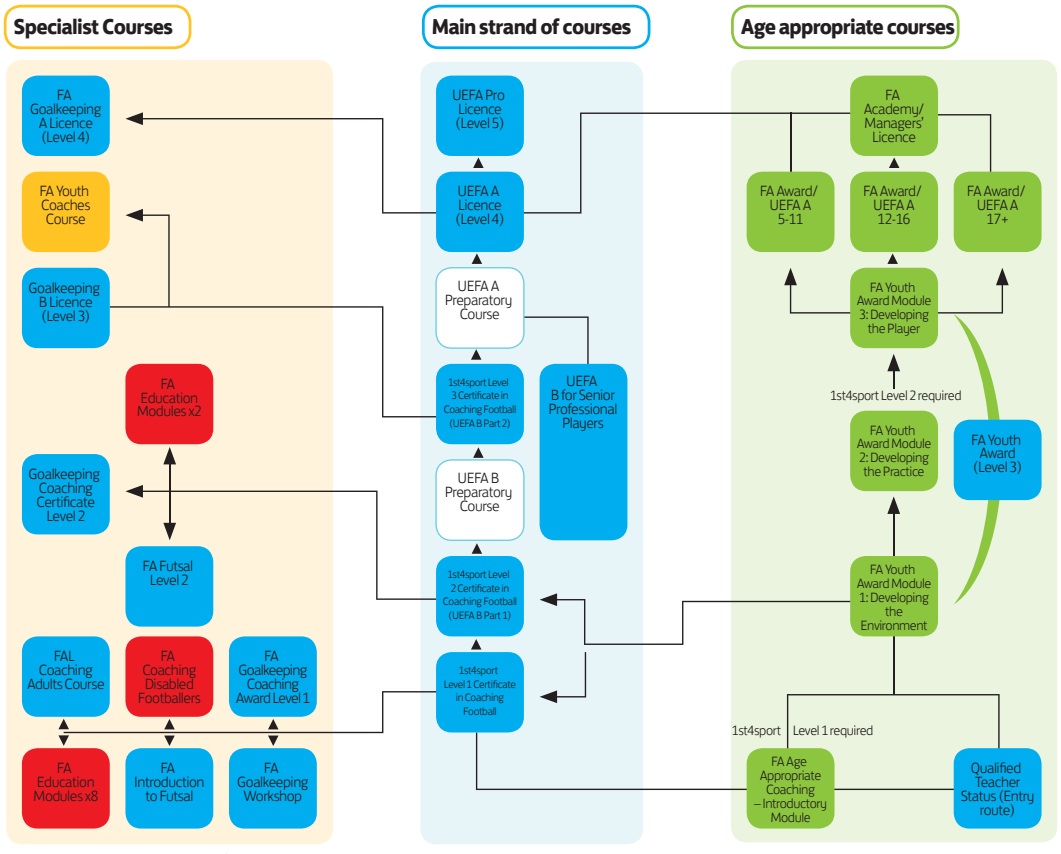 Specialist Courses
FA
Goalkeeping
A Licence
(Level 4)
FA Youth
Coaches
Course
Goalkeeping
B Licence
(Level 3)
FA
Education
Modules x2
Goalkeeping
Coaching
Certificate
Level 2
FA Futsal
Level 2
FAL
Coaching
Adults Course
FA
Coaching
Disabled
Footballers
FA
Goalkeeping
Coaching
Award Level 1
FA
Education
Modules x8
FA
Introduction
to Futsal
FA
Goalkeeping
Workshop
Main strand of courses
UEFA Pro
Licence
(Level 5)
UEFA A
Licence
(Level 4)
UEFA A
Preparatory
Course
1st4sport Level
3 Certificate in
Coaching Football
(UEFA B Part 2)
UEFA
B for Senior
Professional
Players
UEFA B
Preparatory
Course
1st4sport Level
2 Certificate in
Coaching Football
(UEFA B Part 1)
1st4sport
Level 1 Certificate
in Coaching
Football
Age appropriate courses
FA
Academy/
Managers'
Licence
FA Award/
UEFA A
5-11
FA Award/
UEFA A
12-16
FA Award/
UEFA A
17+
FA Youth
Award Module
3: Developing
the Player
1st4sport Level 2 required
FA Youth
Award Module
2: Developing
the Practice
FA Youth
Award
(Level 3)
FA Youth
Award Module
1: Developing
the
Environment
1st4sport Level 1 required
FA Age
Appropriate
Coaching
– Introductory
Module
Qualified
Teacher
Status (Entry
route)